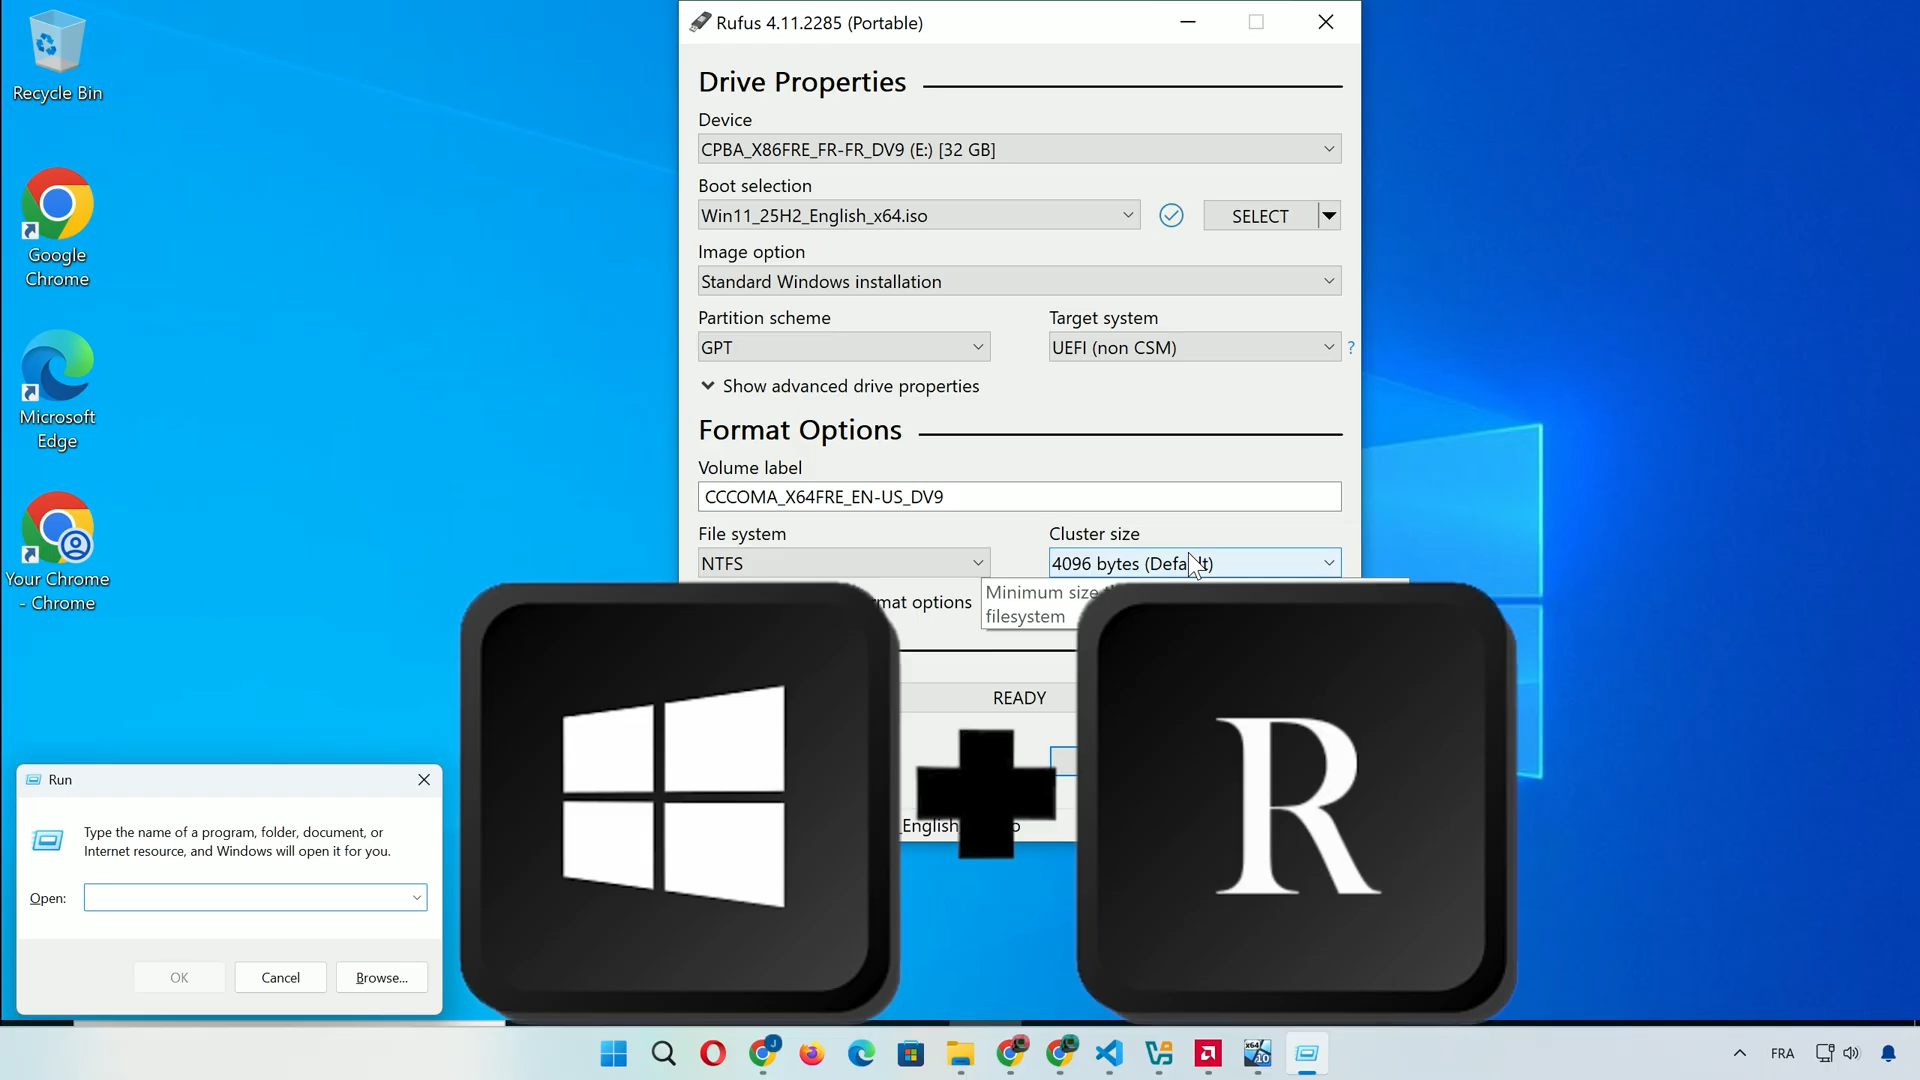 Recycle Bin
Google
Chrome
Microsoft
Edge
Your Chrome
- Chrome
Rufus 4.11.2285 (Portable)
Drive Properties
Device
CPBA_X86FRE_FR-FR_DV9 (E:) [32 GB]
Boot selection
Win11_25H2_English_x64.iso
SELECT
Image option
Standard Windows installation
Partition scheme
Target system
GPT
UEFI (non CSM)
?
Show advanced drive properties
Format Options
Volume label
CCCOMA_X64FRE_EN-US_DV9
File system
Cluster size
NTFS
4096 bytes (Default)
mat options
Minimum size
filesystem
READY
_English
o
R
Run
Type the name of a program, folder, document, or
Internet resource, and Windows will open it for you.
Open:
OK
Cancel
Browse...
J
x64
10
FRA